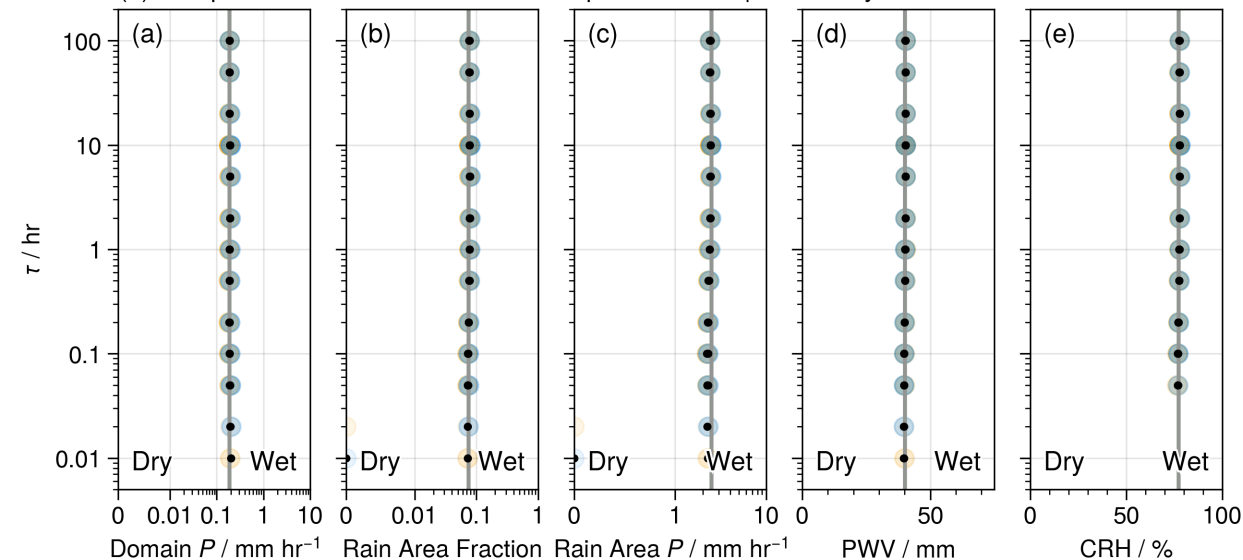 (a) (b) (c) (d) (e)
100
10
1
0.1
0.01
τ / hr
Dry Wet Dry Wet Dry Wet Dry Wet Dry Wet
0 0.01 0.1 1 10 0 0.01 0.1 1 0 1 10 0 50 0 50 100
Domain P / mm hr⁻¹ Rain Area Fraction Rain Area P / mm hr⁻¹ PWV / mm CRH / %